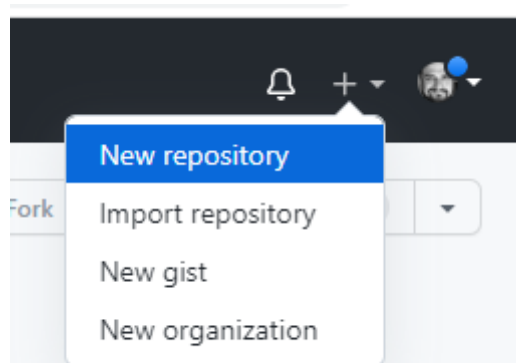 New repository
Fork
Import repository
New gist
New organization